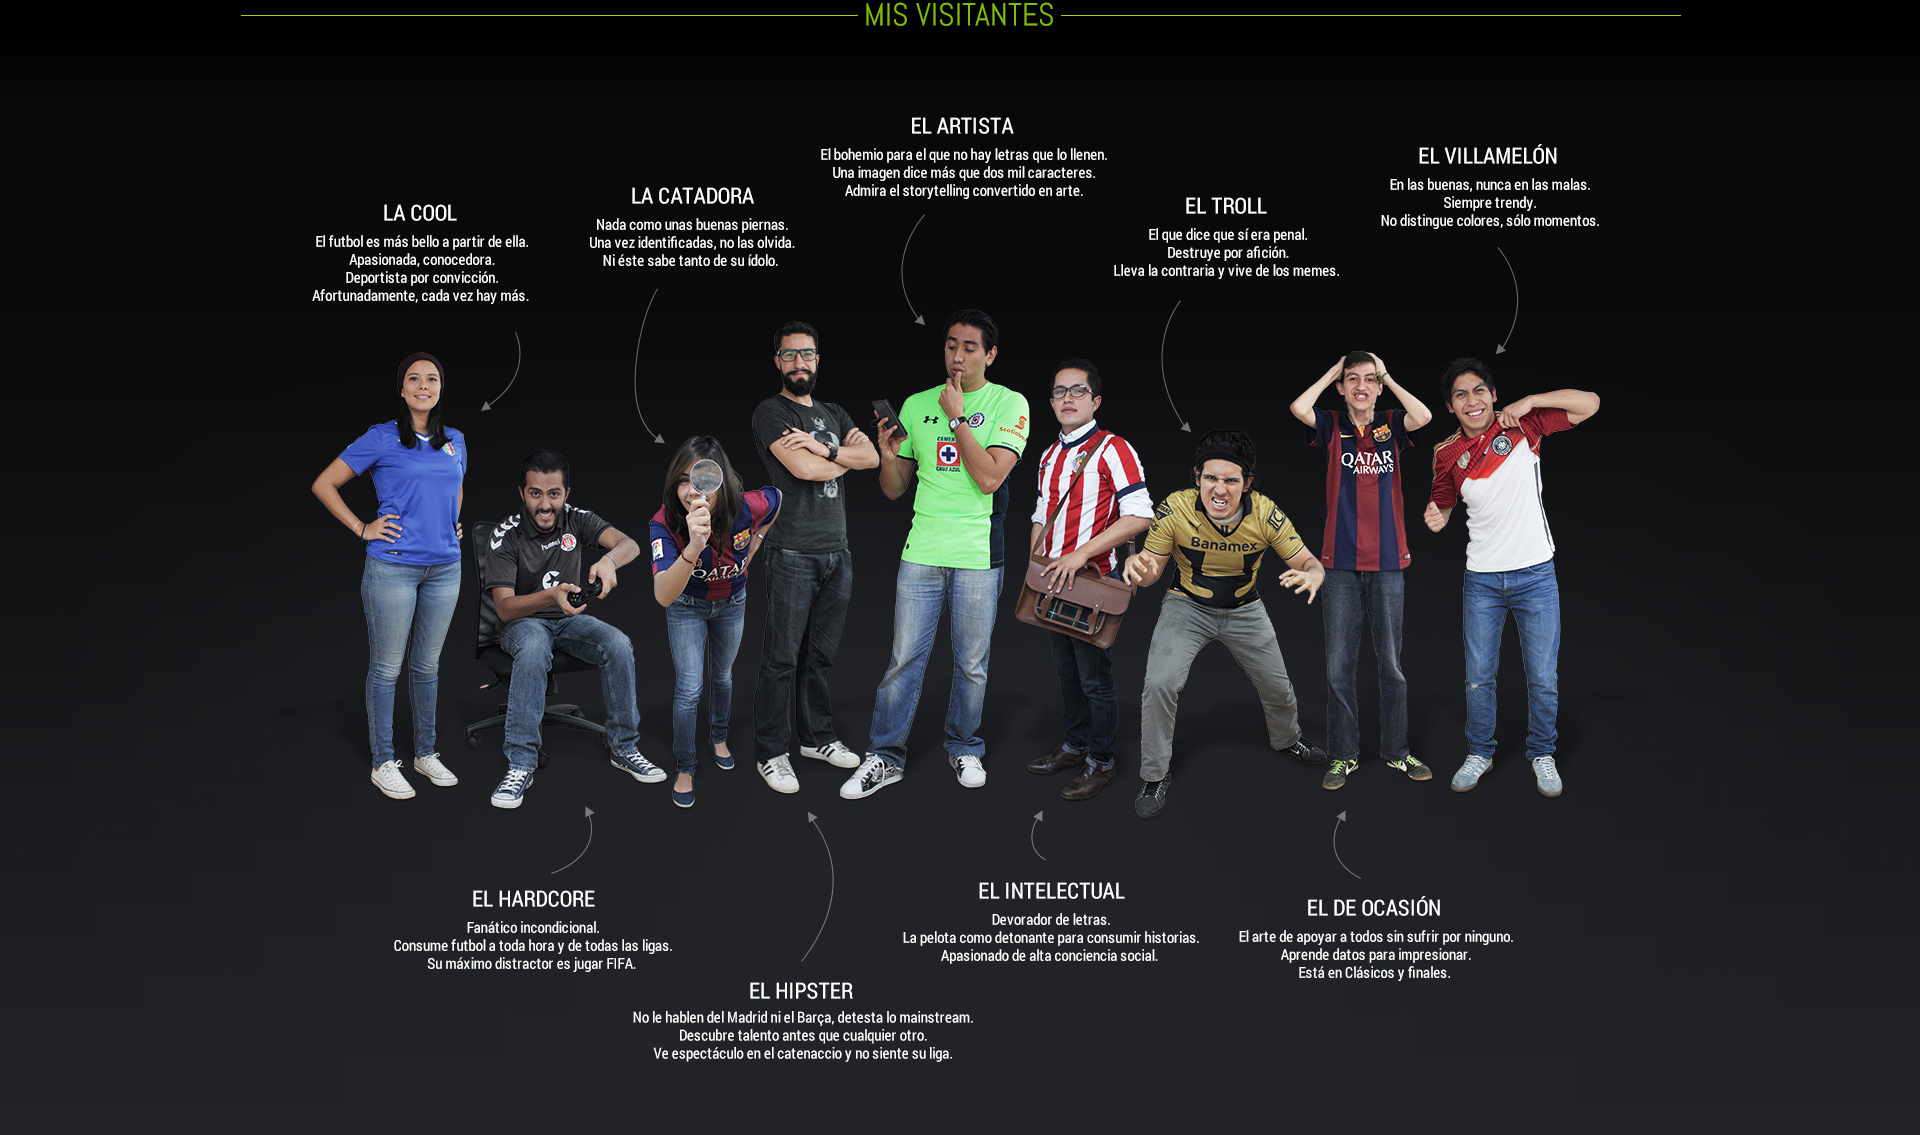 MIS VISITANTES
EL ARTISTA
El bohemio para el que no hay letras que lo llenen.
Una imagen dice más que dos mil caracteres.
Admira el storytelling convertido en arte.
EL VILLAMELÓN
En las buenas, nunca en las malas.
Siempre trendy.
No distingue colores, sólo momentos.
LA CATADORA
Nada como unas buenas piernas.
Una vez identificadas, no las olvida.
Ni éste sabe tanto de su ídolo.
EL TROLL
El que dice que sí era penal.
Destruye por afición.
Lleva la contraria y vive de los memes.
LA COOL
El futbol es más bello a partir de ella.
Apasionada, conocedora.
Deportista por convicción.
Afortunadamente, cada vez hay más.
Scotiabank
CEMENTO
CRUZ AZUL
QATAR
AIRWAYS
hummel
Banamex
QATAR
EL HARDCORE
Fanático incondicional.
Consume futbol a toda hora y de todas las ligas.
Su máximo distractor es jugar FIFA.
EL INTELECTUAL
Devorador de letras.
La pelota como detonante para consumir historias.
Apasionado de alta conciencia social.
EL DE OCASIÓN
El arte de apoyar a todos sin sufrir por ninguno.
Aprende datos para impresionar.
Está en Clásicos y finales.
EL HIPSTER
No le hablen del Madrid ni el Barça, detesta lo mainstream.
Descubre talento antes que cualquier otro.
Ve espectáculo en el catenaccio y no siente su liga.